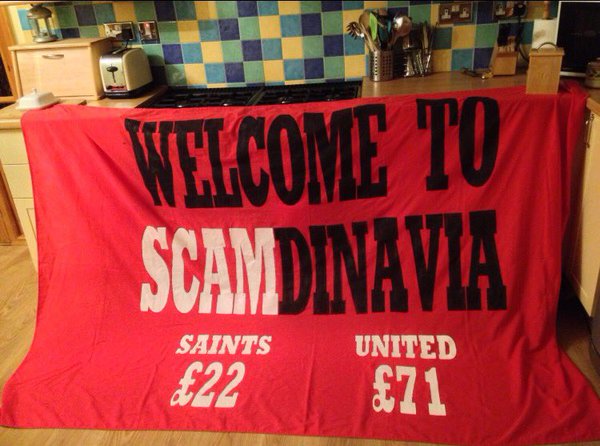 WELCOME TO
SCAMDINAVIA
SAINTS UNITED
£22 £71